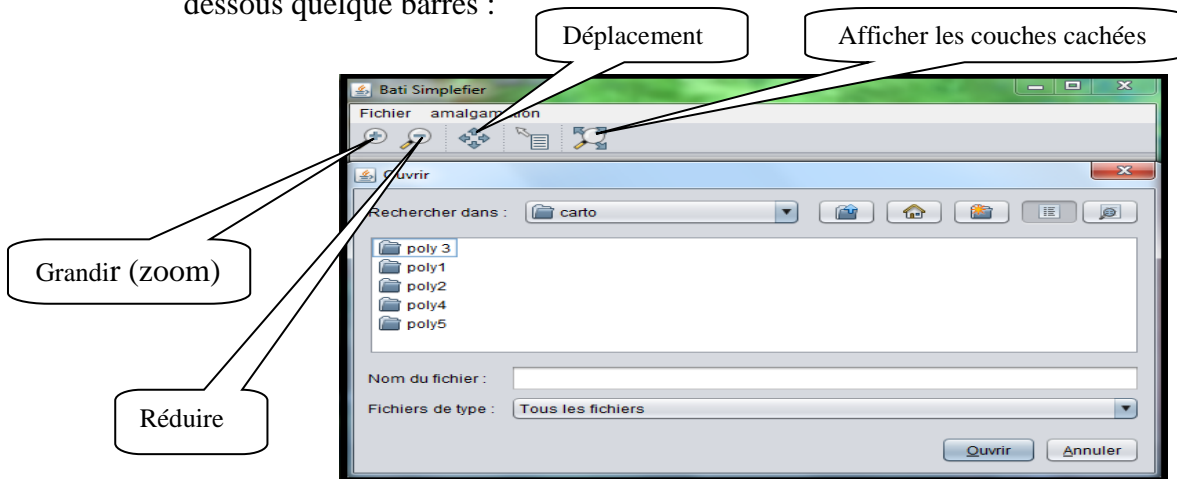 dessous quelque barres :
Déplacement
Afficher les couches cachées
Bati Simplefier
Fichier amalgamation
Ouvrir
Rechercher dans :
carto
poly 3
poly1
poly2
poly4
poly5
Grandir (zoom)
Nom du fichier :
Fichiers de type :
Tous les fichiers
Réduire
Ouvrir
Annuler